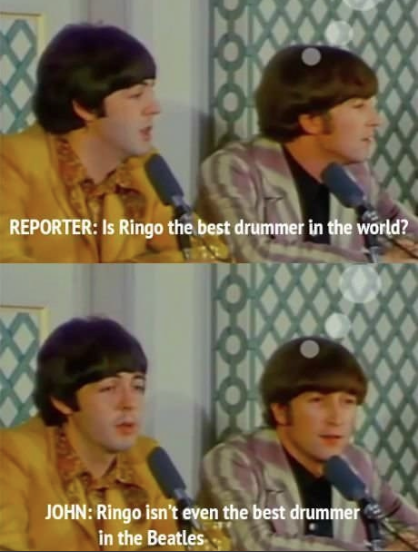 REPORTER: Is Ringo the best drummer in the world?
JOHN: Ringo isn't even the best drummer
in the Beatles